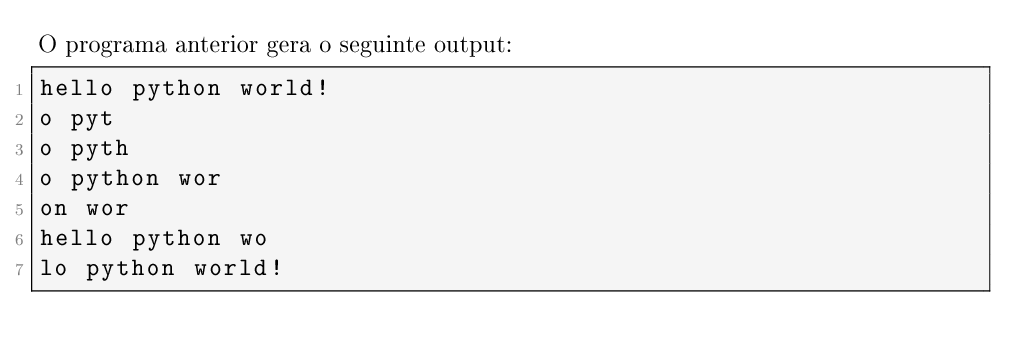 O programa anterior gera o seguinte output:
1 hello python world!
2 o pyt
3 o pyth
4 o python wor
5 on wor
6 hello python wo
7 lo python world!